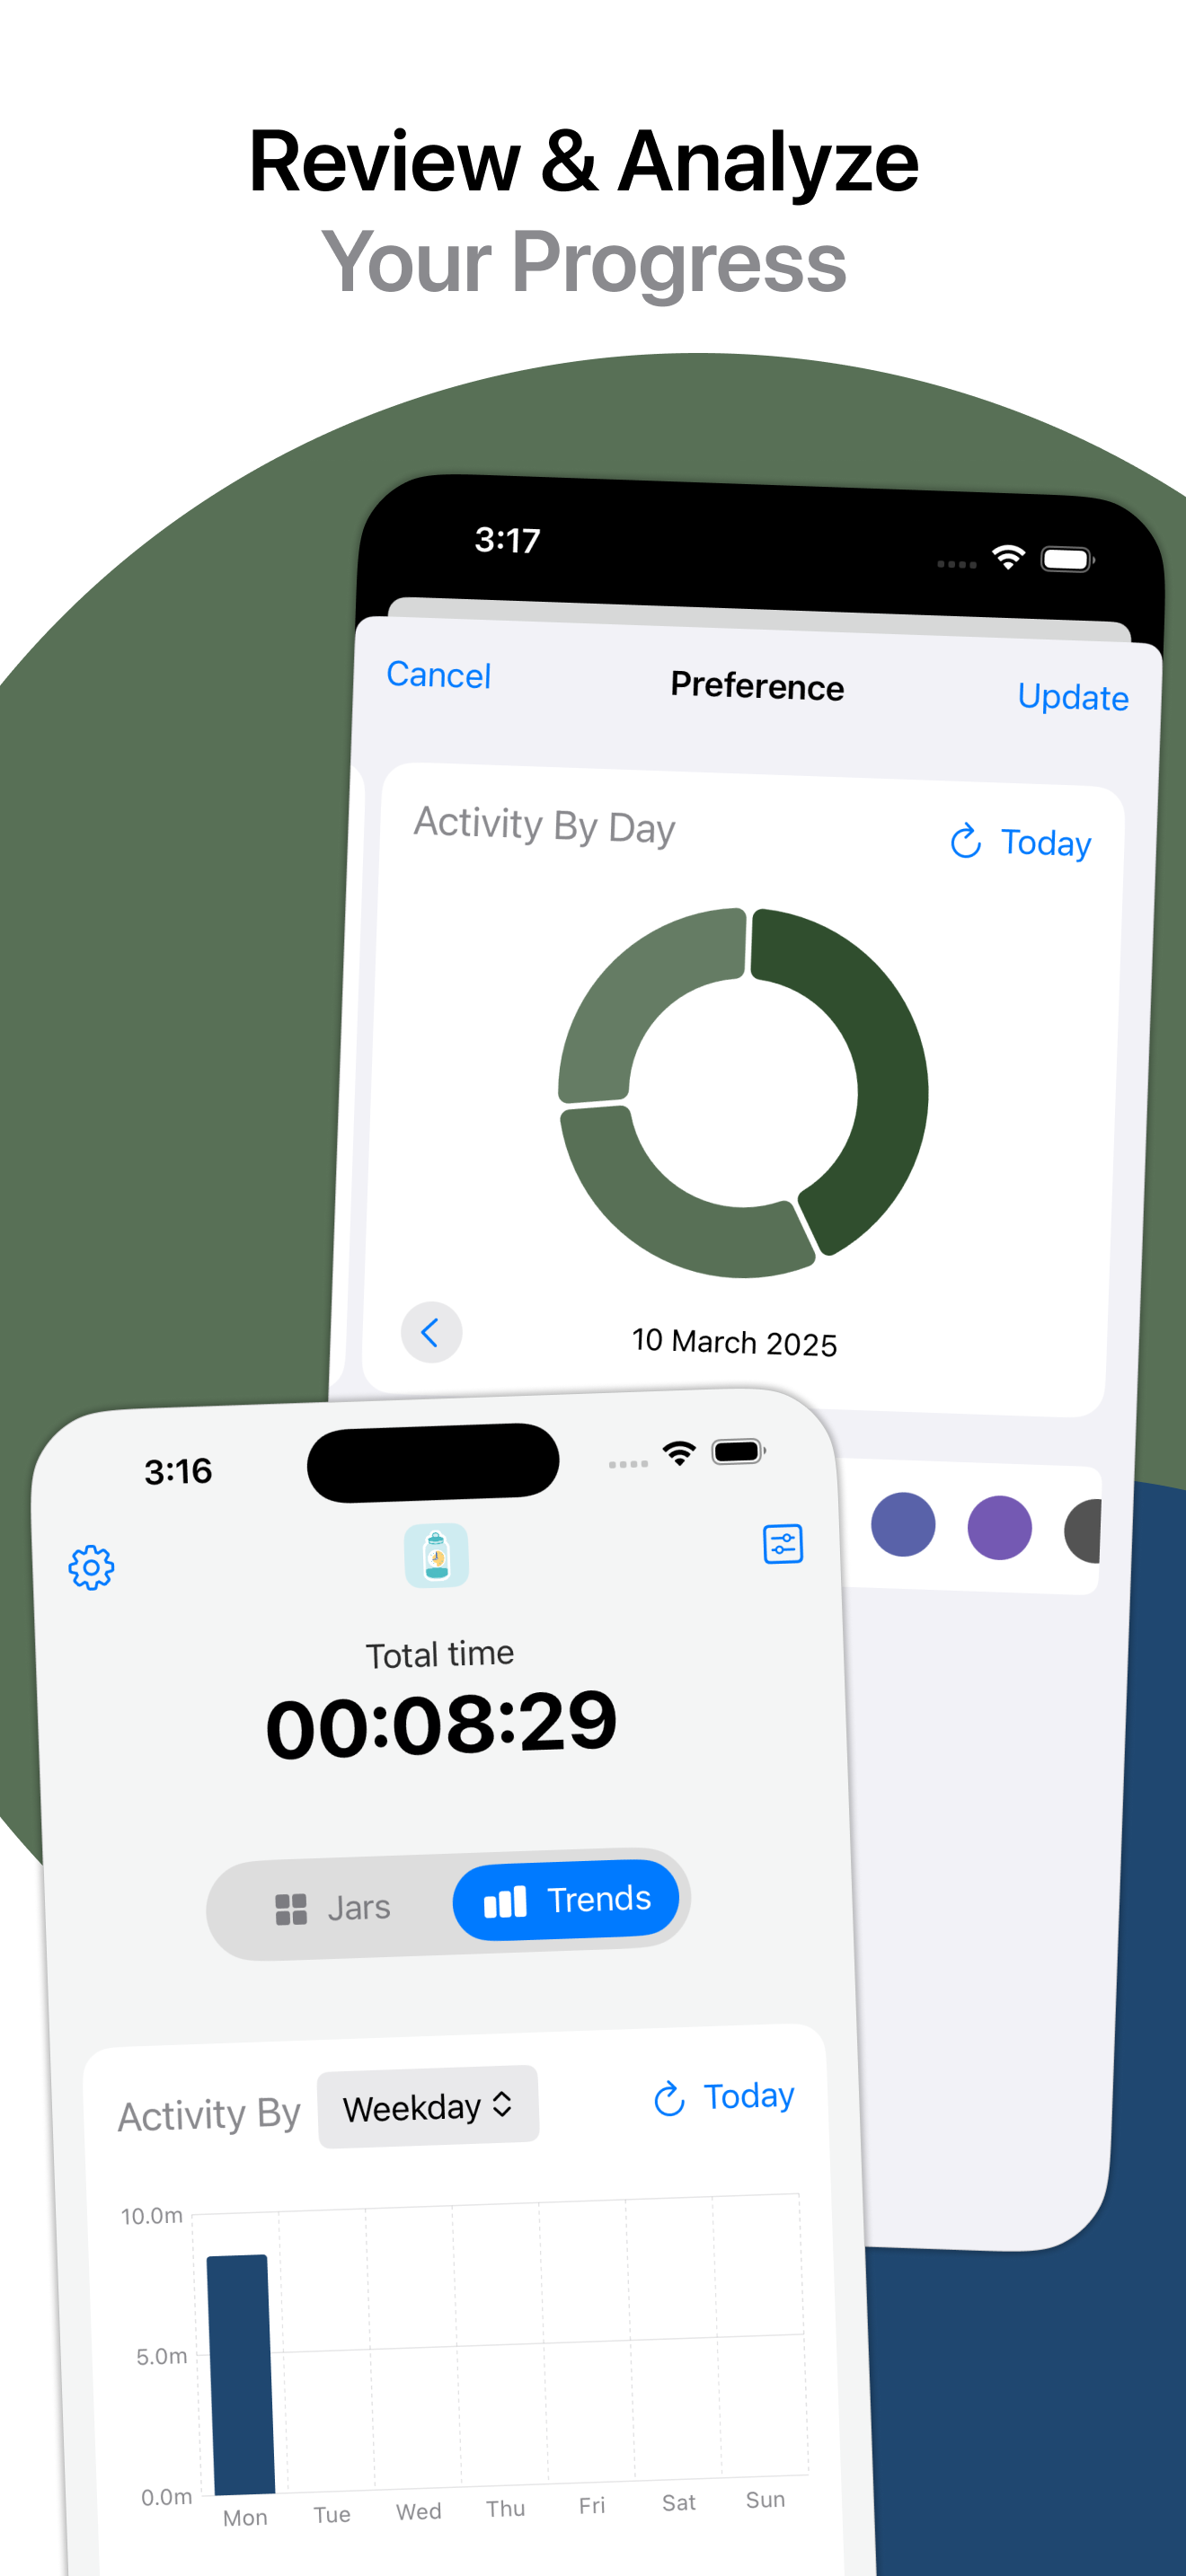 Review & Analyze
Your Progress
3:17
Cancel Preference Update
Activity By Day Today
10 March 2025
3:16
Total time
00:08:29
Jars Trends
Activity By Weekday Today
10.0m
5.0m
0.0m
Mon Tue Wed Thu Fri Sat Sun